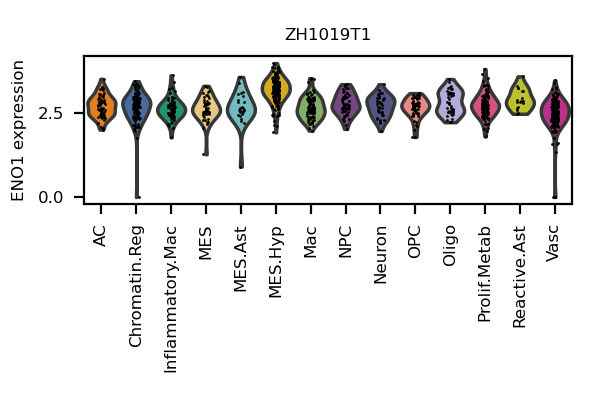 ZH1019T1
ENO1 expression
2.5
0.0
AC
Chromatin.Reg
Inflammatory.Mac
MES
MES.Ast
MES.Hyp
Mac
NPC
Neuron
OPC
Oligo
Prolif.Metab
Reactive.Ast
Vasc